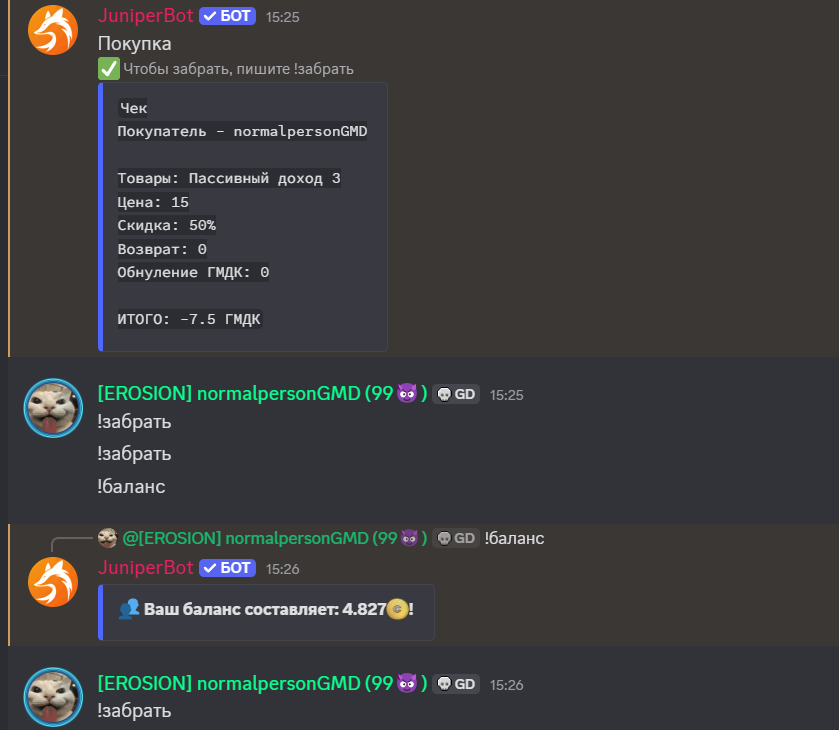 JuniperBot ✓ БОТ 15:25
Покупка
✅ Чтобы забрать, пишите !забрать
Чек
Покупатель - normalpersonGMD
Товары: Пассивный доход 3
Цена: 15
Скидка: 50%
Возврат: 0
Обнуление ГМДК: 0
ИТОГО: -7.5 ГМДК
[EROSION] normalpersonGMD (99😈) 💀 GD 15:25
!забрать
!забрать
!баланс
@[EROSION] normalpersonGMD (99😈) 💀 GD !баланс
JuniperBot ✓ БОТ 15:26
👥 Ваш баланс составляет: 4.827🪙!
[EROSION] normalpersonGMD (99😈) 💀 GD 15:26
!забрать